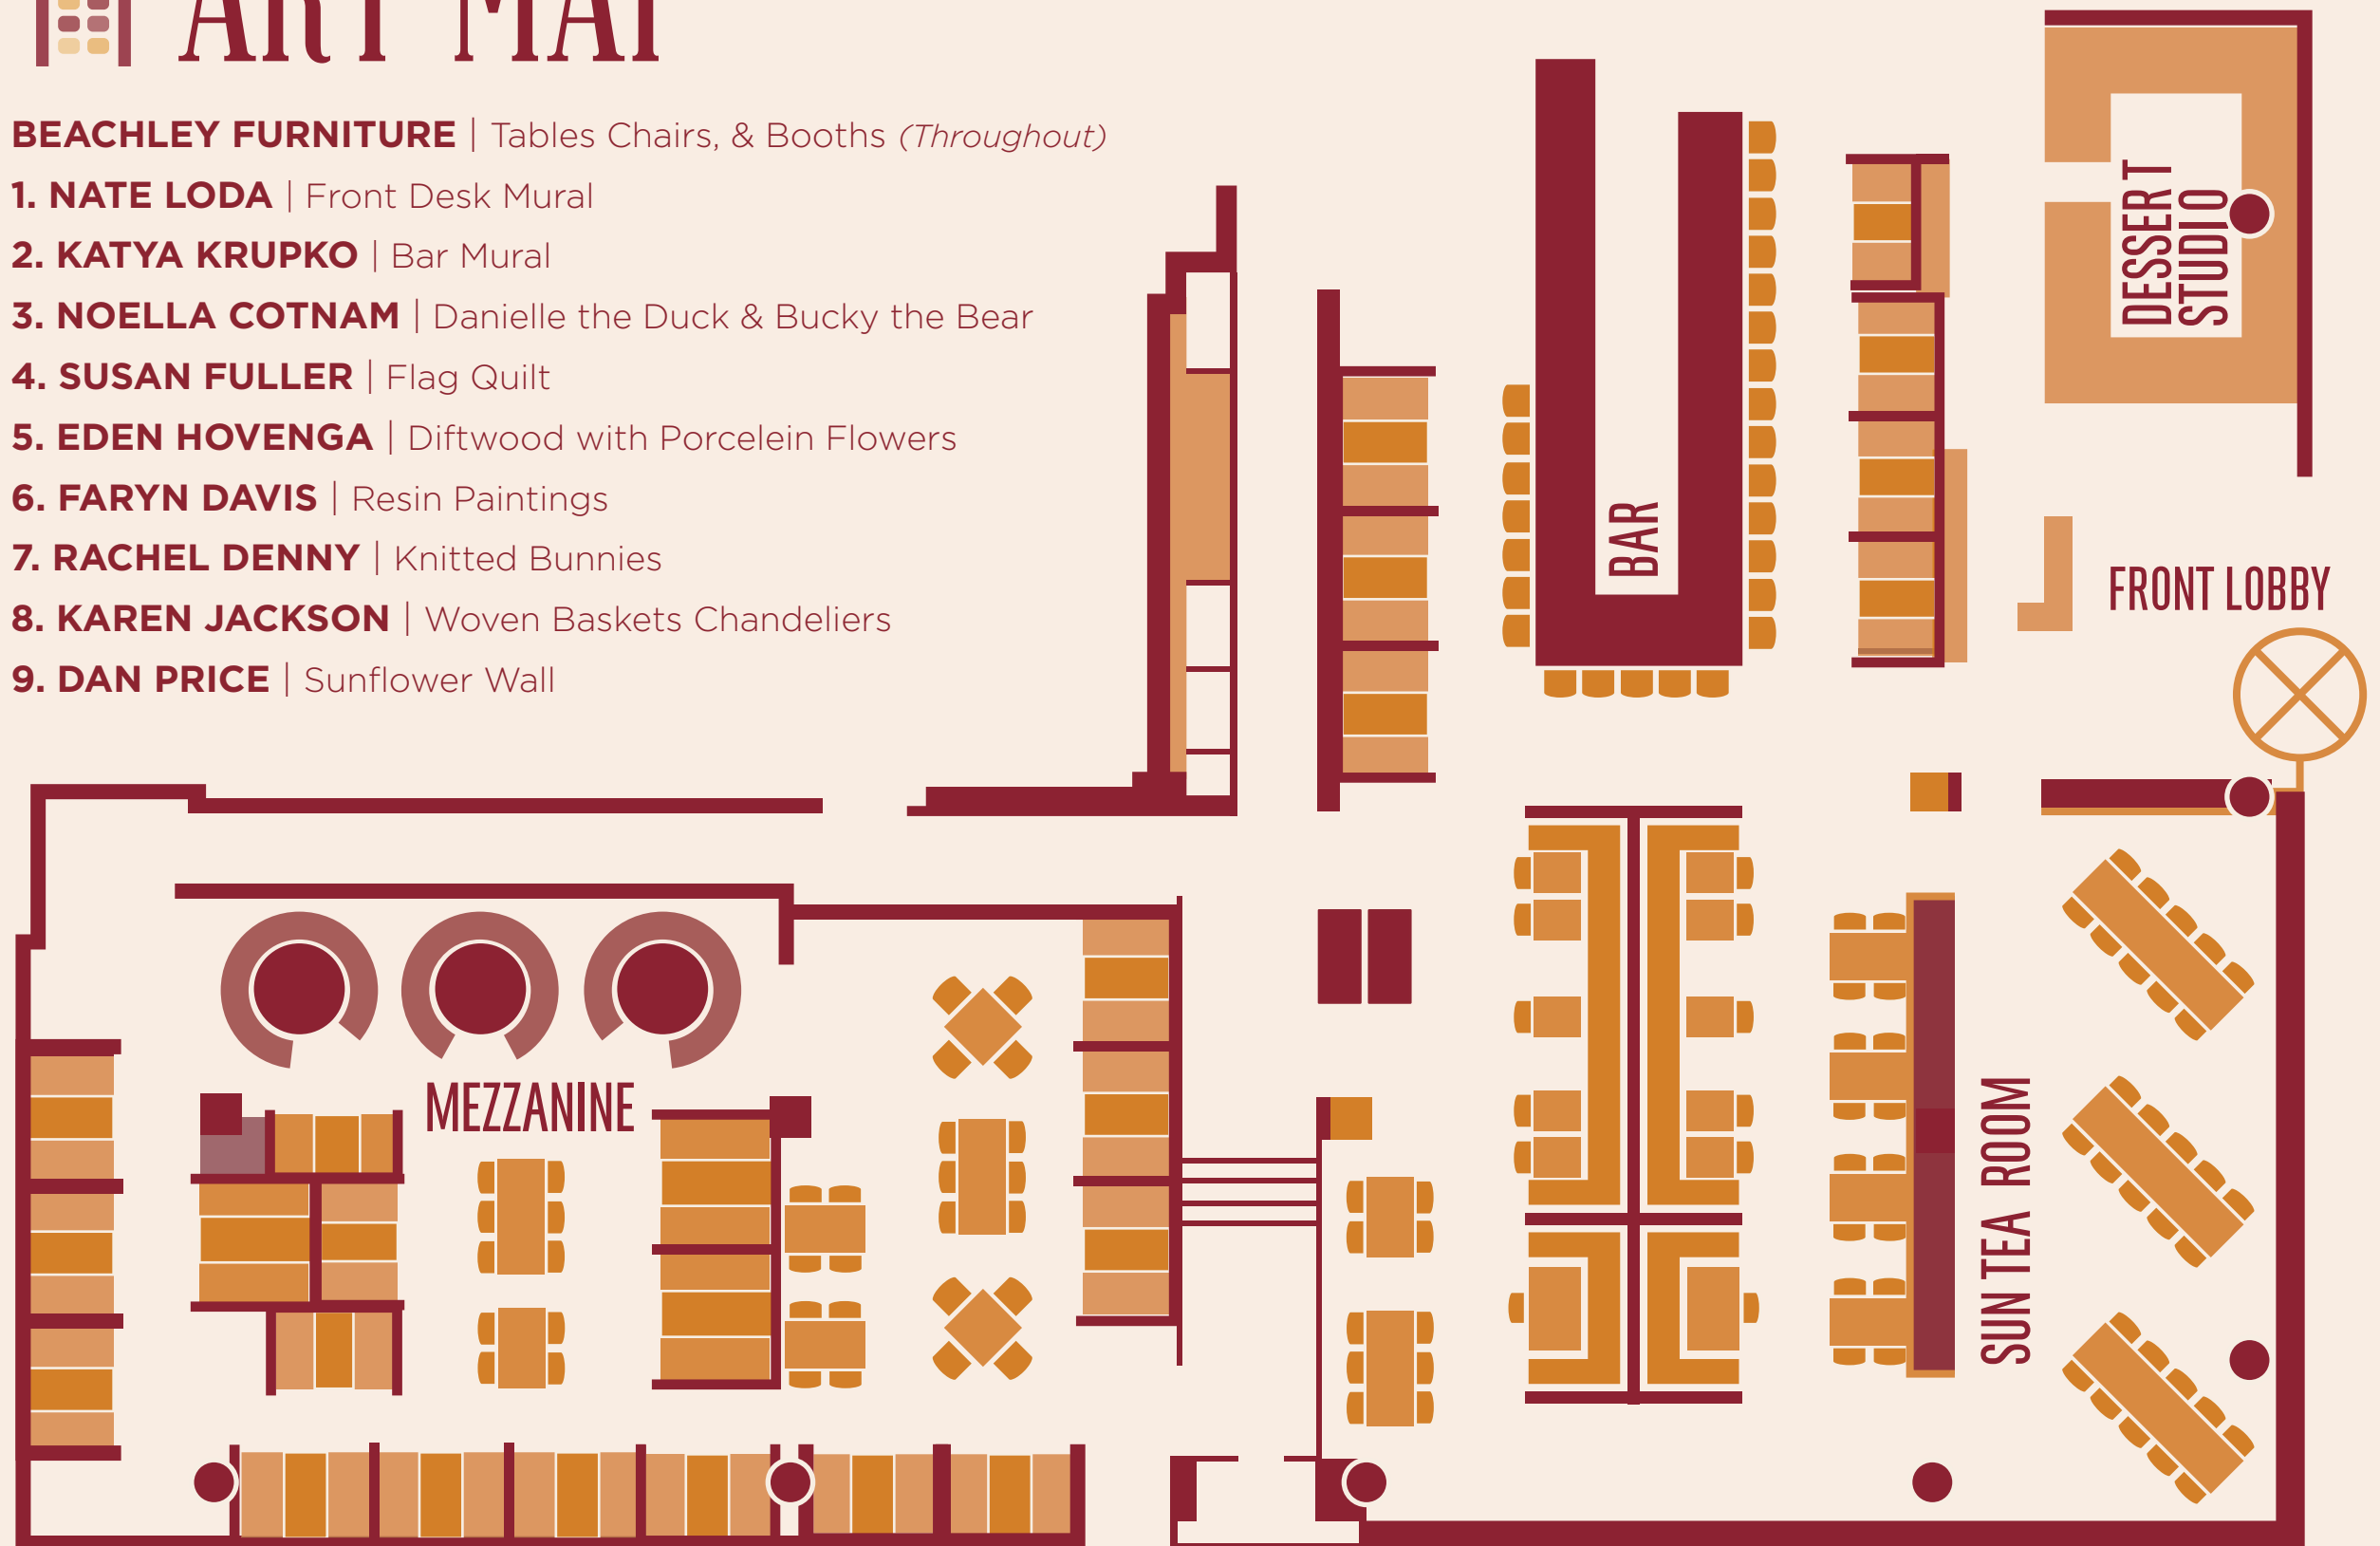 ART MAP
BEACHLEY FURNITURE | Tables Chairs, & Booths (Throughout)
1. NATE LODA | Front Desk Mural
2. KATYA KRUPKO | Bar Mural
3. NOELLA COTNAM | Danielle the Duck & Bucky the Bear
4. SUSAN FULLER | Flag Quilt
5. EDEN HOVENGA | Diftwood with Porcelein Flowers
6. FARYN DAVIS | Resin Paintings
7. RACHEL DENNY | Knitted Bunnies
8. KAREN JACKSON | Woven Baskets Chandeliers
9. DAN PRICE | Sunflower Wall
DESSERT
STUDIO
BAR
FRONT LOBBY
MEZZANINE
SUN TEA ROOM